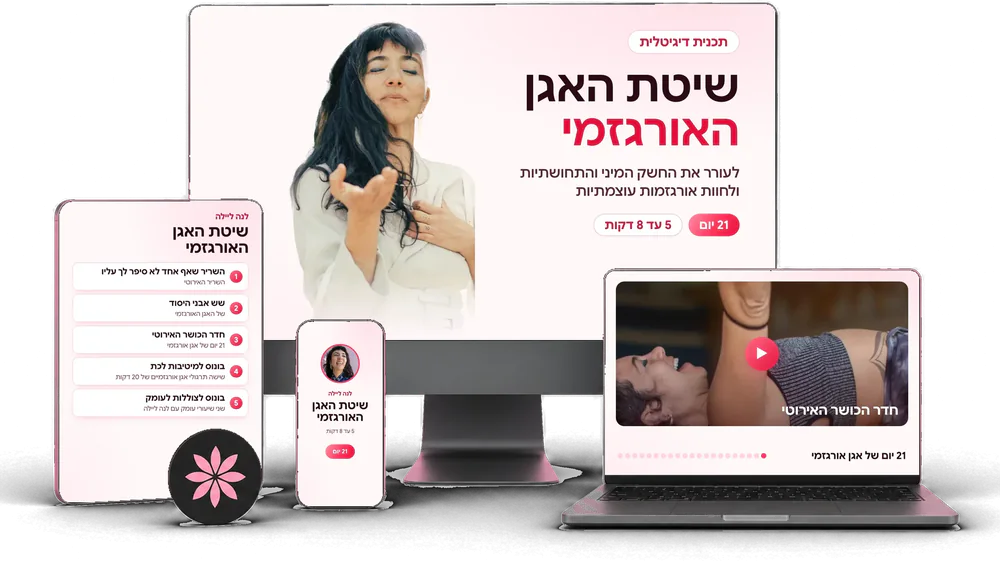 תכנית דיגיטלית
שיטת האגן
האורגזמי
לעורר את החשק המיני והתחושתיות
ולחוות אורגזמות עוצמתיות
21 יום
5 עד 8 דקות
לנה ליילה
שיטת האגן
האורגזמי
1
השריר שאף אחד לא סיפר לך עליו
השריר האירוטי
2
שש אבני היסוד
של האגן האורגזמי
3
חדר הכושר האירוטי
21 יום של אגן אורגזמי
4
בונוס למיטיבות לכת
שישה תרגולי אגן אורגזמיים של 20 דקות
5
בונוס לצוללות לעומק
שני שיעורי עומק עם לנה ליילה
לנה ליילה
שיטת האגן
האורגזמי
5 עד 8 דקות
21 יום
חדר הכושר האירוטי
21 יום של אגן אורגזמי